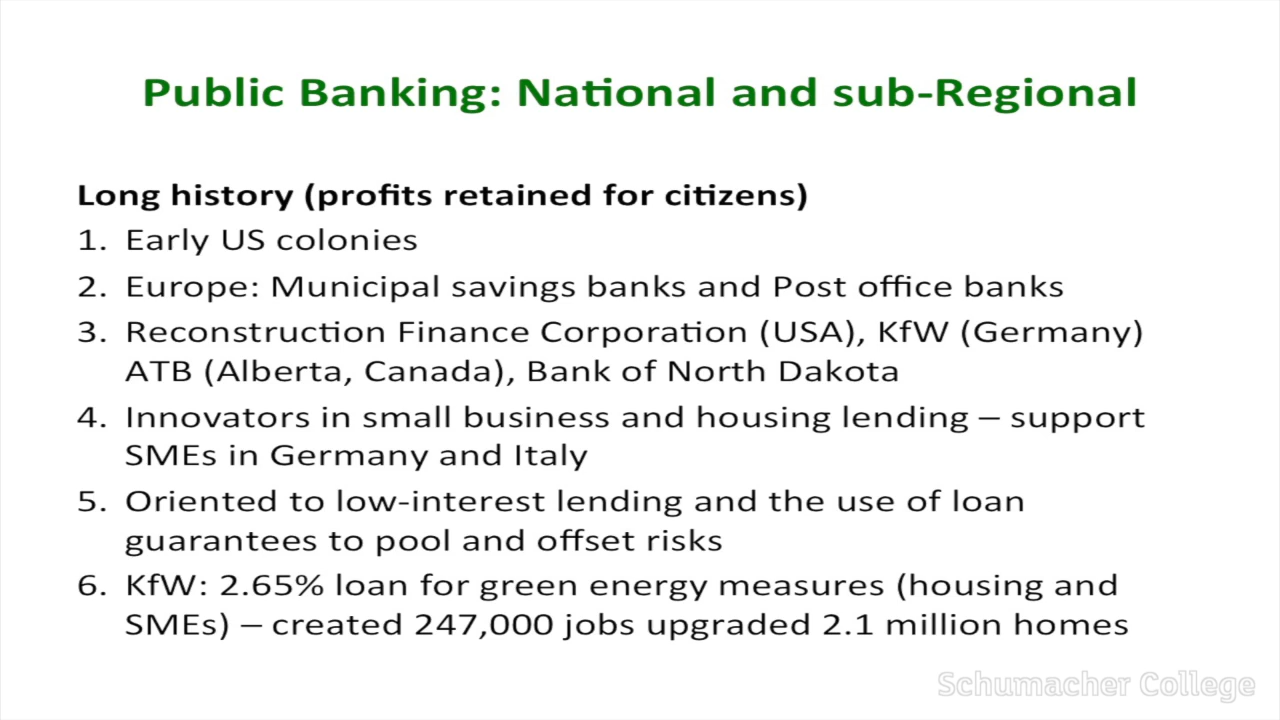 Public Banking: National and sub-Regional
Long history (profits retained for citizens)
1. Early US colonies
2. Europe: Municipal savings banks and Post office banks
3. Reconstruction Finance Corporation (USA), KfW (Germany)
ATB (Alberta, Canada), Bank of North Dakota
4. Innovators in small business and housing lending – support
SMEs in Germany and Italy
5. Oriented to low-interest lending and the use of loan
guarantees to pool and offset risks
6. KfW: 2.65% loan for green energy measures (housing and
SMEs) – created 247,000 jobs upgraded 2.1 million homes
Schumacher College